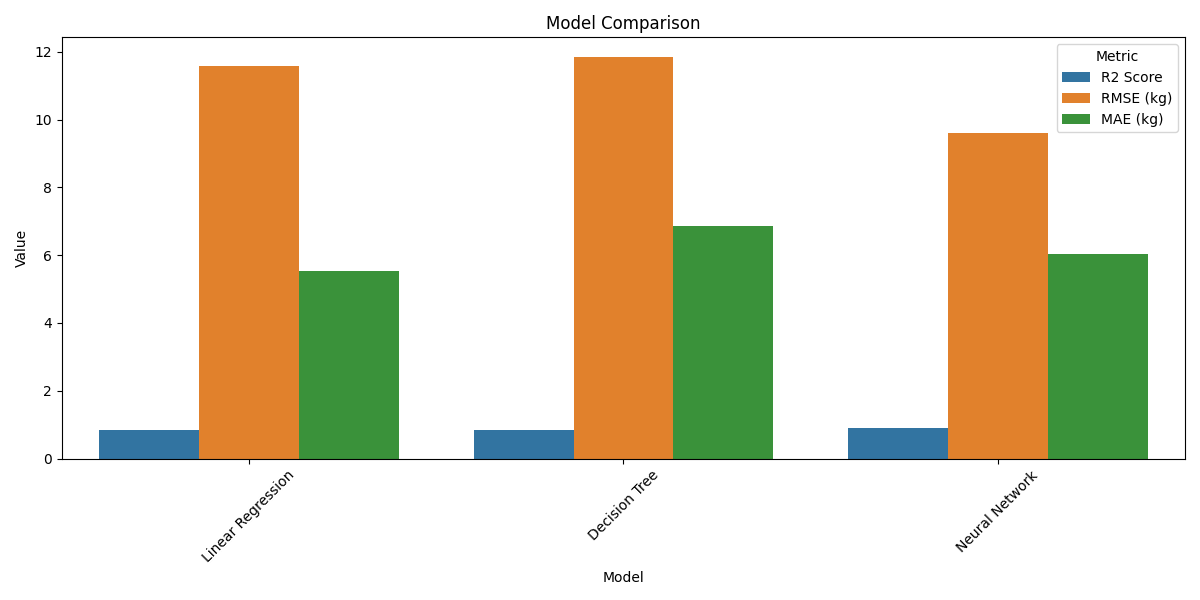 Model Comparison
Metric
R2 Score
RMSE (kg)
MAE (kg)
Value
12
10
8
6
4
2
0
Linear Regression
Decision Tree
Neural Network
Model